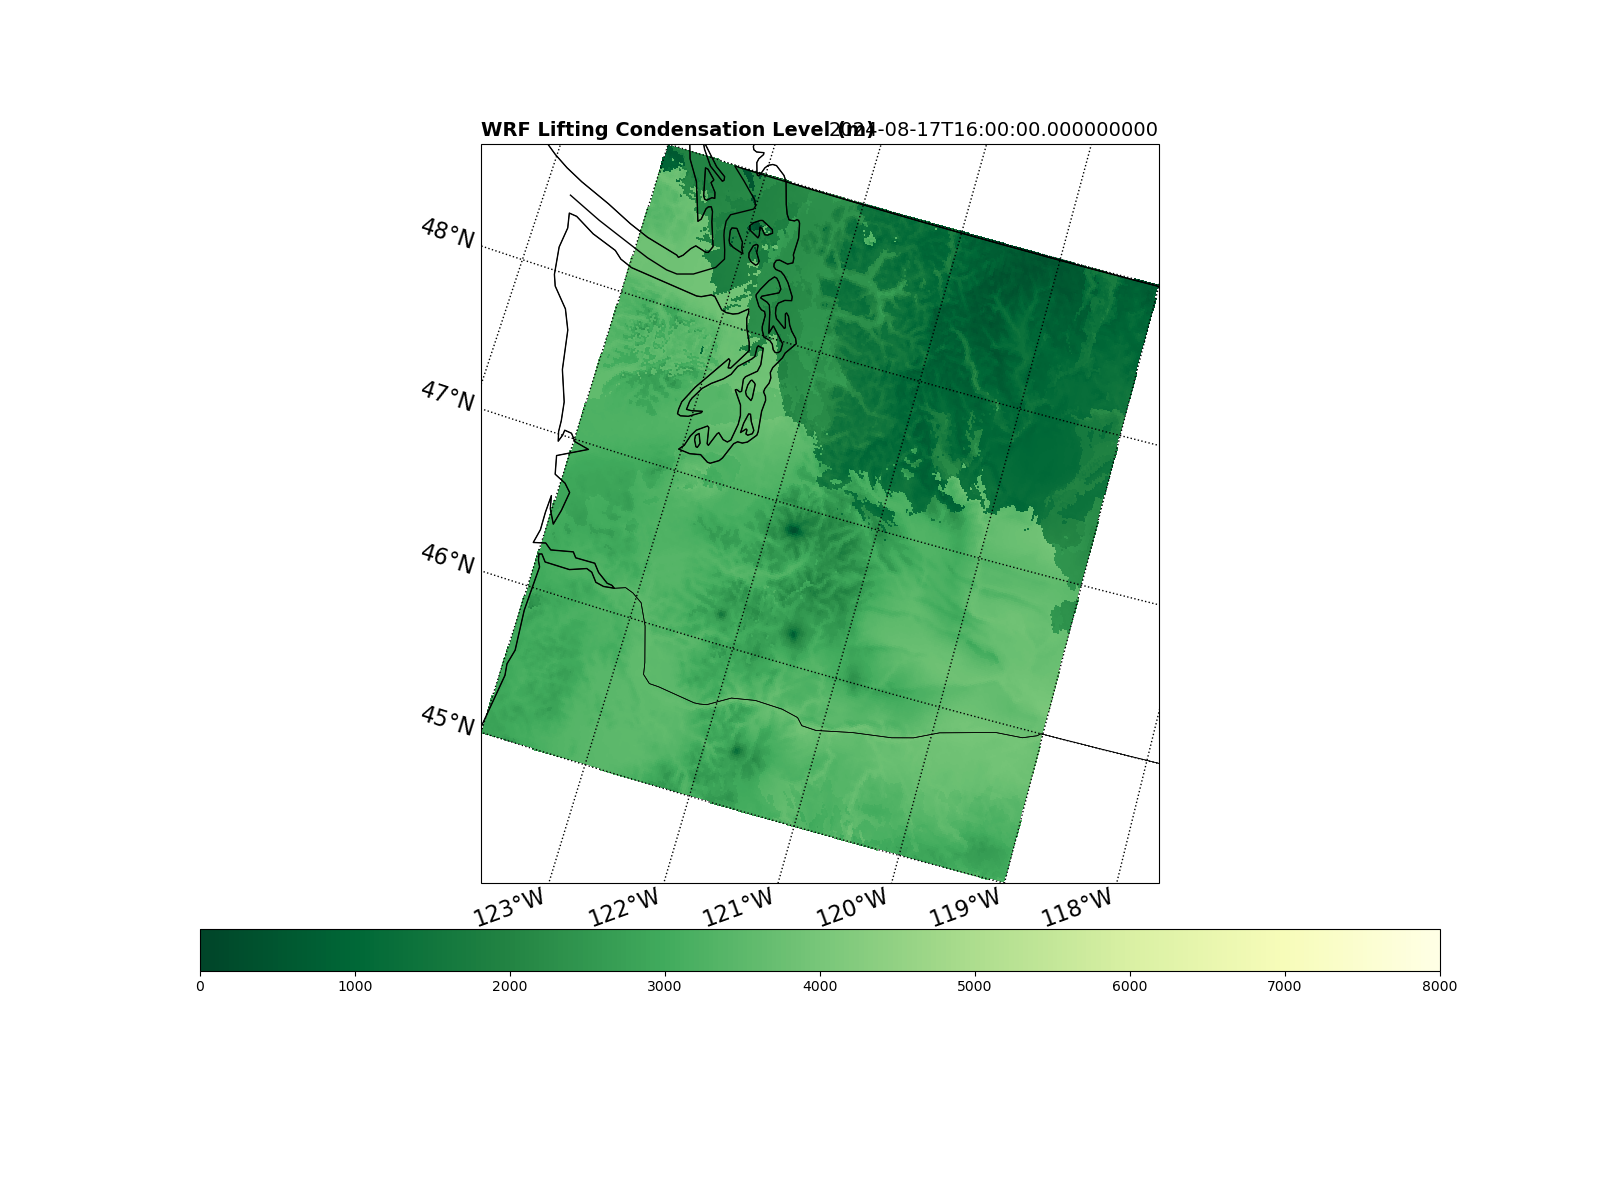 WRF Lifting Condensation Level (m) 2024-08-17T16:00:00.000000000
48°N
47°N
46°N
45°N
123°W 122°W 121°W 120°W 119°W 118°W
0 1000 2000 3000 4000 5000 6000 7000 8000